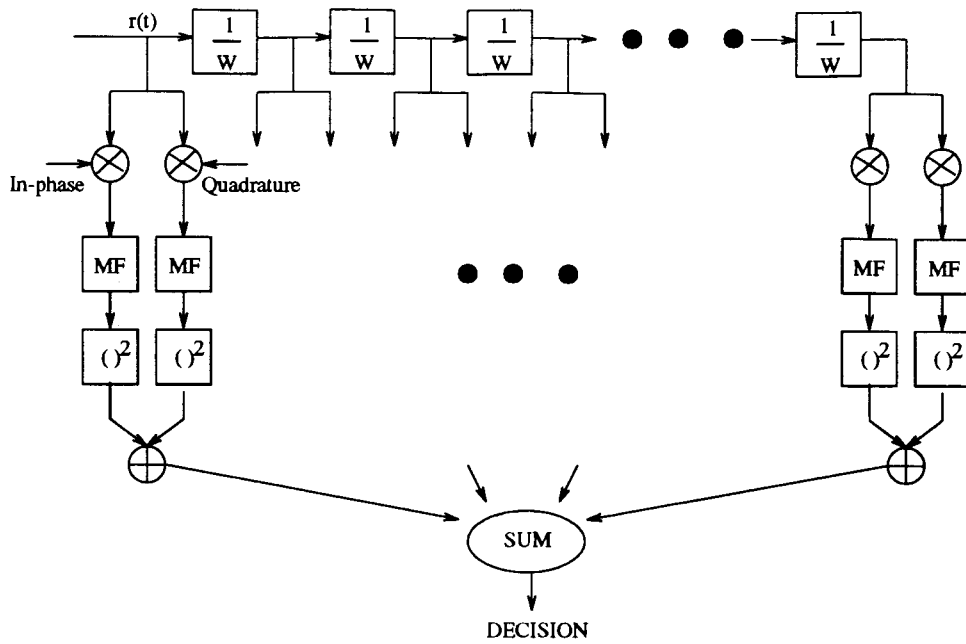 r(t)
1/W 1/W 1/W 1/W
In-phase Quadrature
MF MF MF MF
( )² ( )² ( )² ( )²
SUM
DECISION